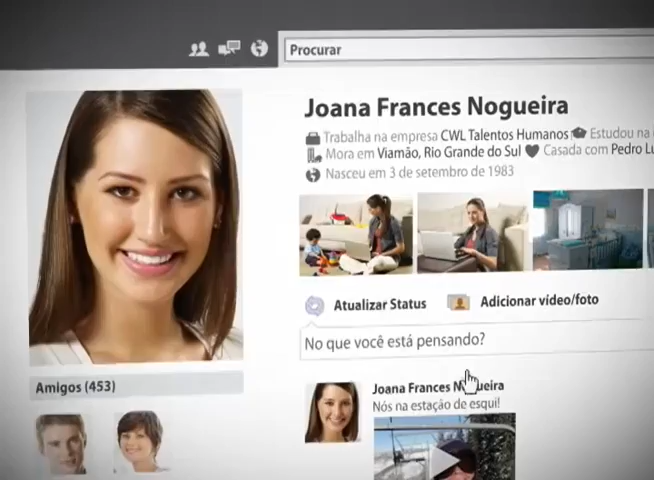 Procurar
Joana Frances Nogueira
Trabalha na empresa CWL Talentos Humanos Estudou na
Mora em Viamão, Rio Grande do Sul Casada com Pedro
Nasceu em 3 de setembro de 1983
Atualizar Status Adicionar vídeo/foto
No que você está pensando?
Amigos (453)
Joana Frances Nogueira
Nós na estação de esqui!